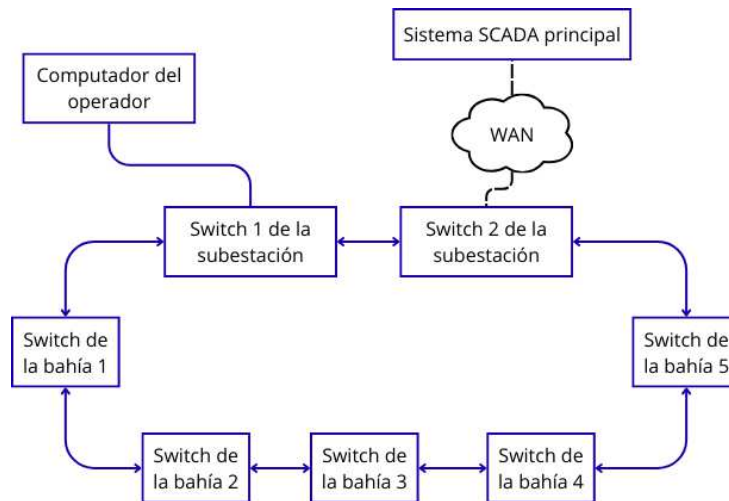 Sistema SCADA principal
Computador del
operador
WAN
Switch 1 de la
subestación
Switch 2 de la
subestación
Switch de
la bahía 1
Switch de
la bahía 5
Switch de
la bahía 2
Switch de
la bahía 3
Switch de
la bahía 4